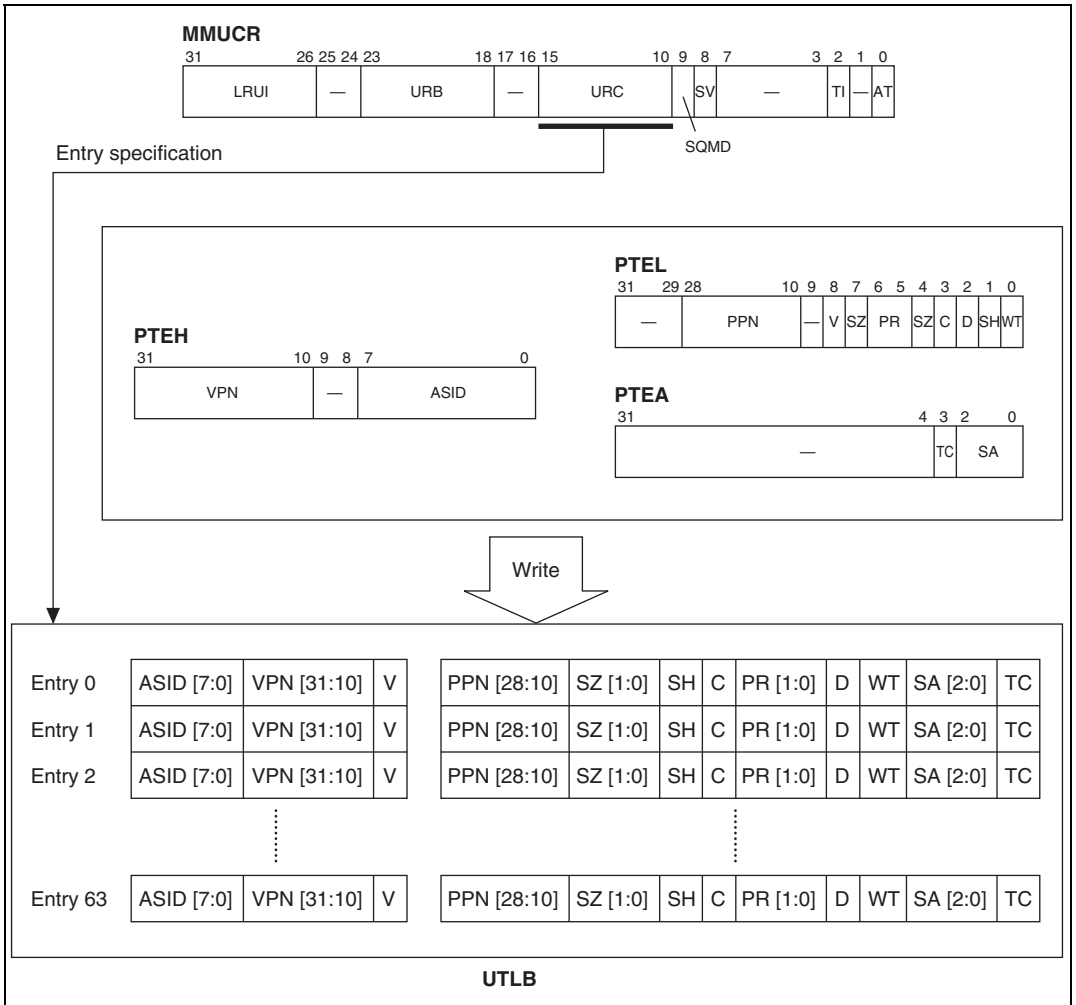 MMUCR
31 26 25 24 23 18 17 16 15 10 9 8 7 3 2 1 0
LRUI — URB — URC SV — TI — AT
SQMD
Entry specification
PTEL
31 29 28 10 9 8 7 6 5 4 3 2 1 0
— PPN — V SZ PR SZ C D SH WT
PTEH
31 10 9 8 7 0
VPN — ASID
PTEA
31 4 3 2 0
— TC SA
Write
Entry 0 ASID [7:0] VPN [31:10] V PPN [28:10] SZ [1:0] SH C PR [1:0] D WT SA [2:0] TC
Entry 1 ASID [7:0] VPN [31:10] V PPN [28:10] SZ [1:0] SH C PR [1:0] D WT SA [2:0] TC
Entry 2 ASID [7:0] VPN [31:10] V PPN [28:10] SZ [1:0] SH C PR [1:0] D WT SA [2:0] TC
Entry 63 ASID [7:0] VPN [31:10] V PPN [28:10] SZ [1:0] SH C PR [1:0] D WT SA [2:0] TC
UTLB